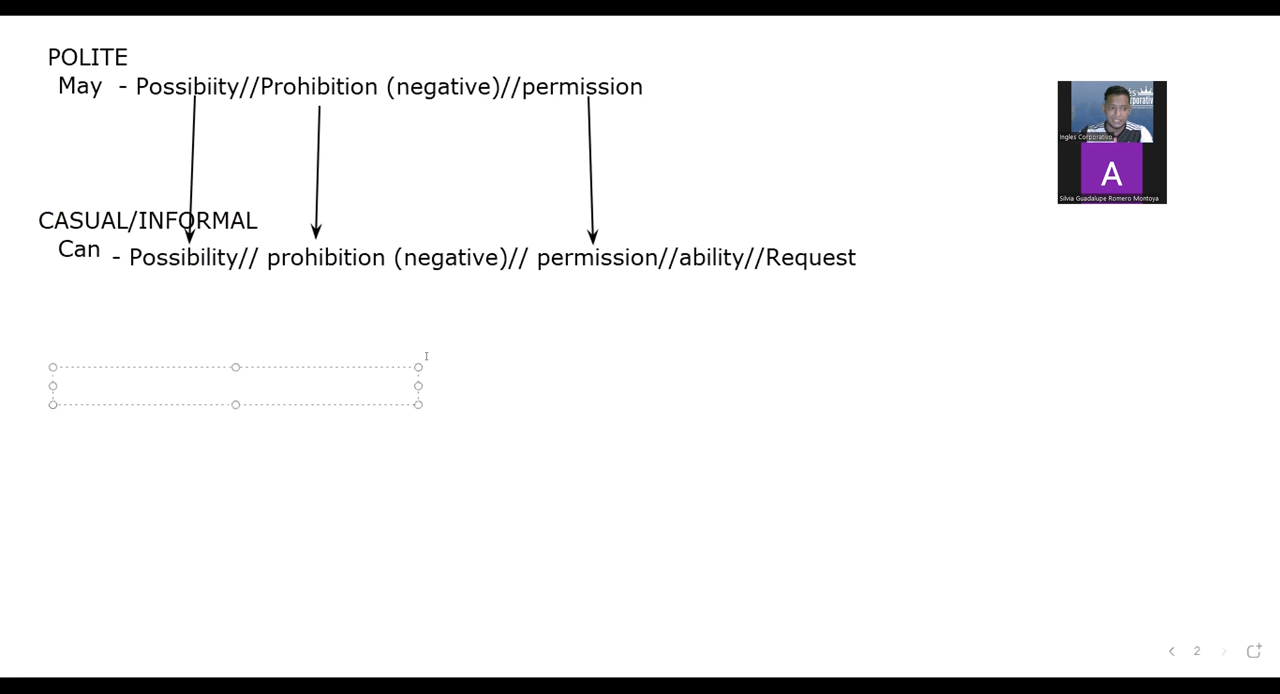 POLITE
May - Possibiity//Prohibition (negative)//permission
CASUAL/INFORMAL
Can - Possibility// prohibition (negative)// permission//ability//Request
Ingles Corporativo
A
Silvia Guadalupe Romero Montoya
2